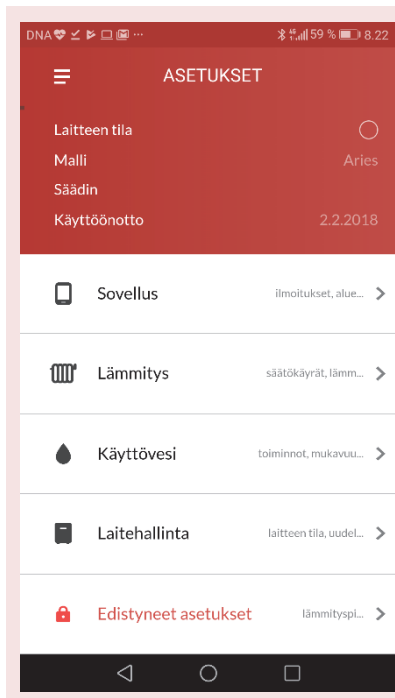 DNA ... 59 % 8.22
ASETUKSET
Laitteen tila
Malli Aries
Säädin
Käyttöönotto 2.2.2018
Sovellus ilmoitukset, alue...
Lämmitys säätökäyrät, lämm...
Käyttövesi toiminnot, mukavuu...
Laitehallinta laitteen tila, uudel...
Edistyneet asetukset lämmityspi...